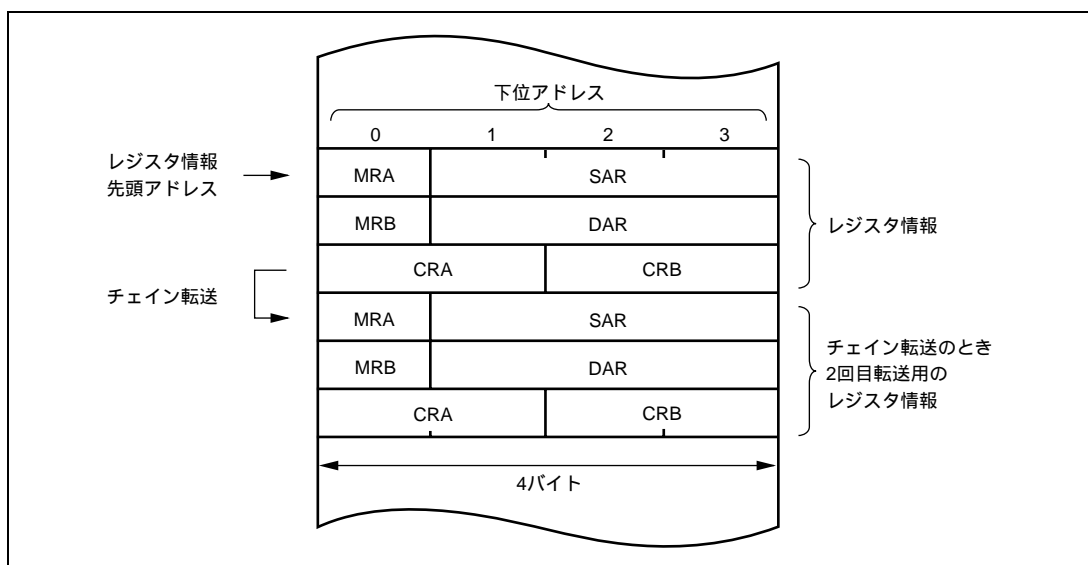 下位アドレス
0 1 2 3
レジスタ情報
先頭アドレス
MRA SAR
MRB DAR
レジスタ情報
CRA CRB
チェイン転送
MRA SAR
MRB DAR
チェイン転送のとき
2回目転送用の
レジスタ情報
CRA CRB
4バイト